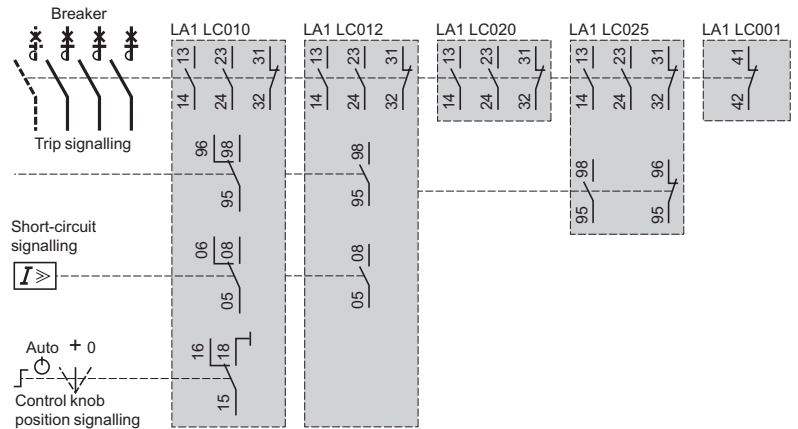 Breaker
LA1 LC010
LA1 LC012
LA1 LC020
LA1 LC025
LA1 LC001
13 23 31
14 24 32
13 23 31
14 24 32
13 23 31
14 24 32
13 23 31
14 24 32
41
42
Trip signalling
96 98
95
98
95
98 96
95 95
Short-circuit
signalling
I
06 08
05
08
05
Auto + 0
16 18
15
Control knob
position signalling